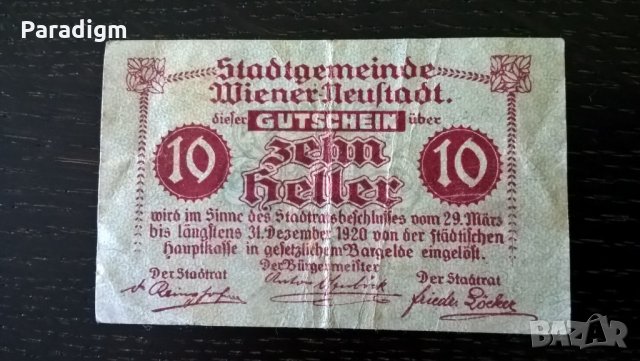 Paradigm
Stadtgemeinde
Wiener-Neustadt.
dieser GUTSCHEIN über
10 zehn 10
Heller
wird im Sinne des Stadtratsbeschlusses vom 29. März
bis längstens 31. Dezember 1920 von der städtischen
Hauptkasse in gesetzlichem Bargelde eingelöst.
Der Bürgermeister
Der Stadtrat Der Stadtrat
Anton
BAZAR